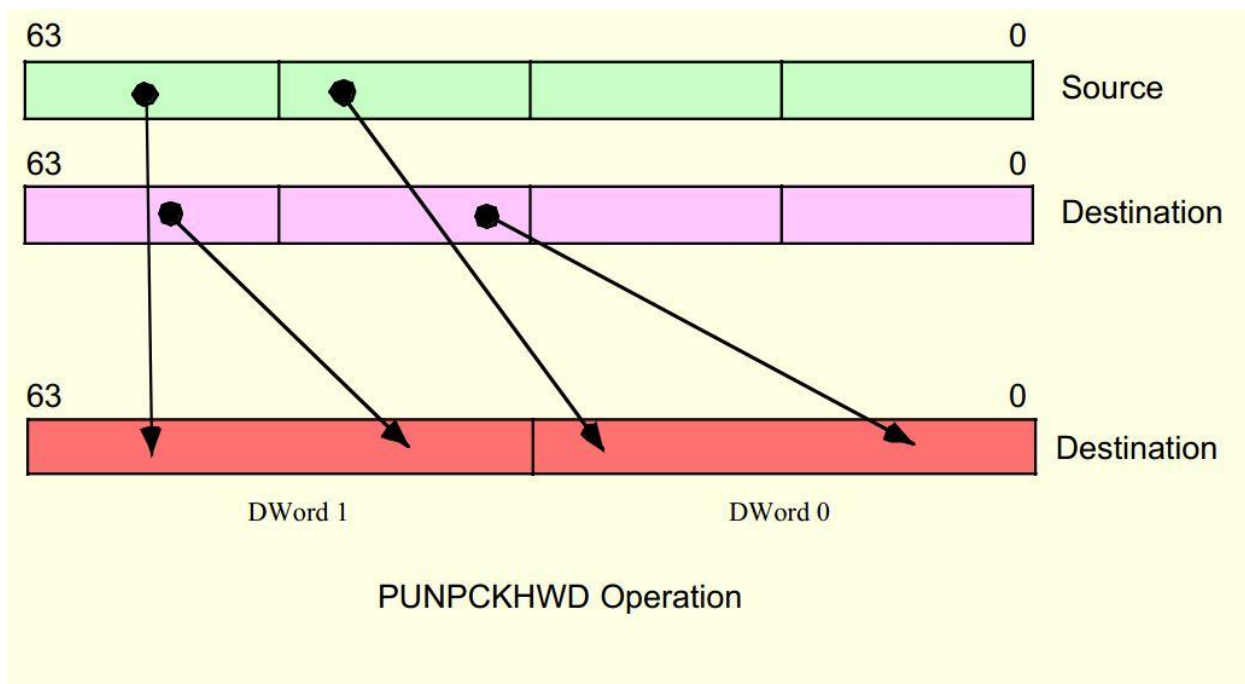 63 0
Source
63 0
Destination
63 0
Destination
DWord 1 DWord 0
PUNPCKHWD Operation